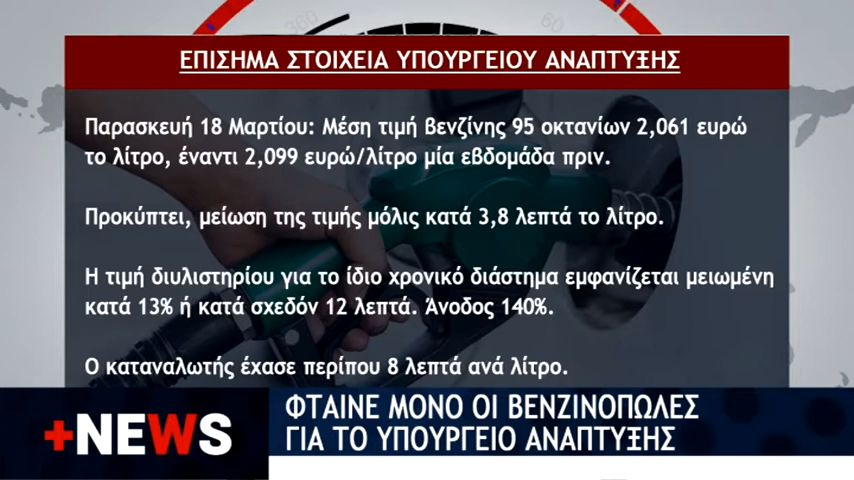 ΕΠΙΣΗΜΑ ΣΤΟΙΧΕΙΑ ΥΠΟΥΡΓΕΙΟΥ ΑΝΑΠΤΥΞΗΣ
Παρασκευή 18 Μαρτίου: Μέση τιμή βενζίνης 95 οκτανίων 2,061 ευρώ
το λίτρο, έναντι 2,099 ευρώ/λίτρο μία εβδομάδα πριν.
Προκύπτει, μείωση της τιμής μόλις κατά 3,8 λεπτά το λίτρο.
Η τιμή διυλιστηρίου για το ίδιο χρονικό διάστημα εμφανίζεται μειωμένη
κατά 13% ή κατά σχεδόν 12 λεπτά. Άνοδος 140%.
Ο καταναλωτής έχασε περίπου 8 λεπτά ανά λίτρο.
+NEWS
ΦΤΑΙΝΕ ΜΟΝΟ ΟΙ ΒΕΝΖΙΝΟΠΩΛΕΣ
ΓΙΑ ΤΟ ΥΠΟΥΡΓΕΙΟ ΑΝΑΠΤΥΞΗΣ